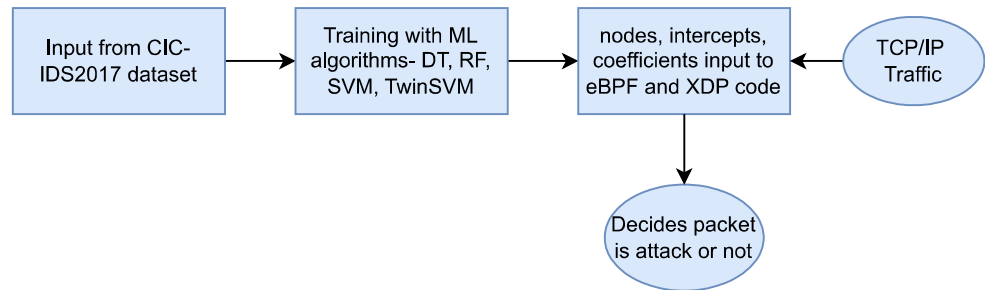 Input from CIC-
IDS2017 dataset
Training with ML
algorithms- DT, RF,
SVM, TwinSVM
nodes, intercepts,
coefficients input to
eBPF and XDP code
TCP/IP
Traffic
Decides packet
is attack or not